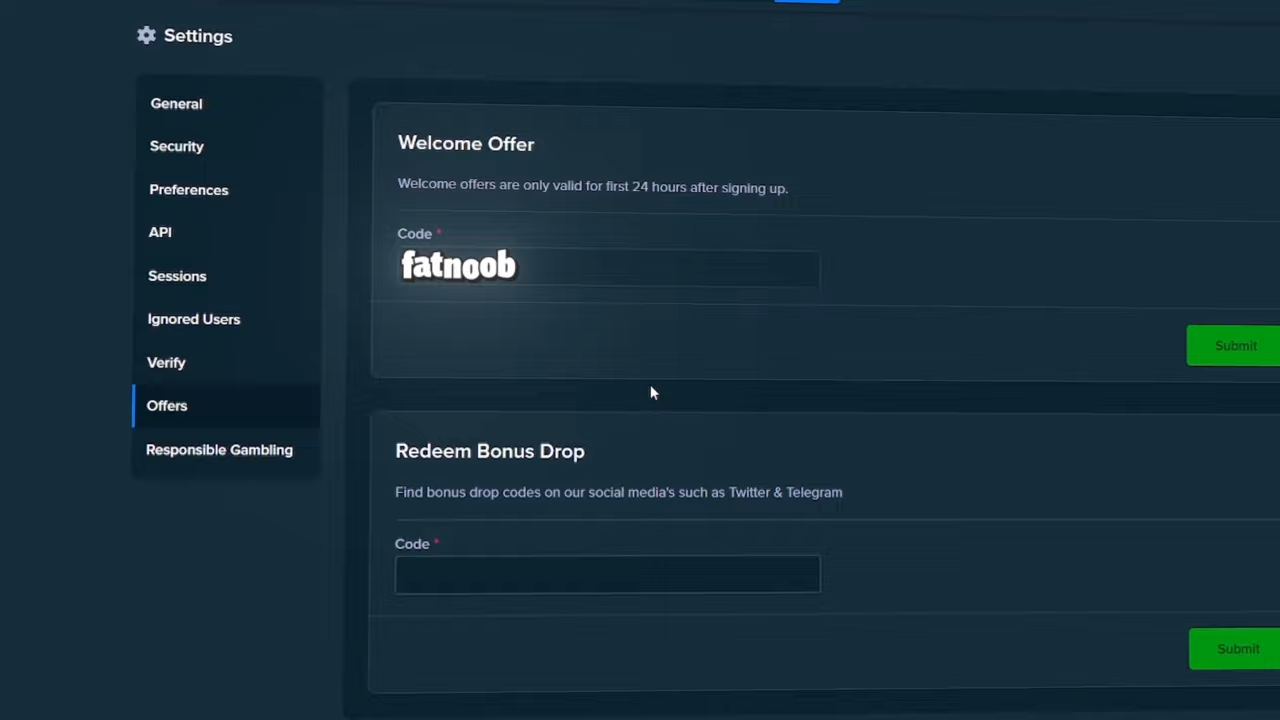 Settings
General
Security
Preferences
API
Sessions
Ignored Users
Verify
Offers
Responsible Gambling
Welcome Offer
Welcome offers are only valid for first 24 hours after signing up.
Code *
fatnoob
Submit
Redeem Bonus Drop
Find bonus drop codes on our social media's such as Twitter & Telegram
Code *
Submit